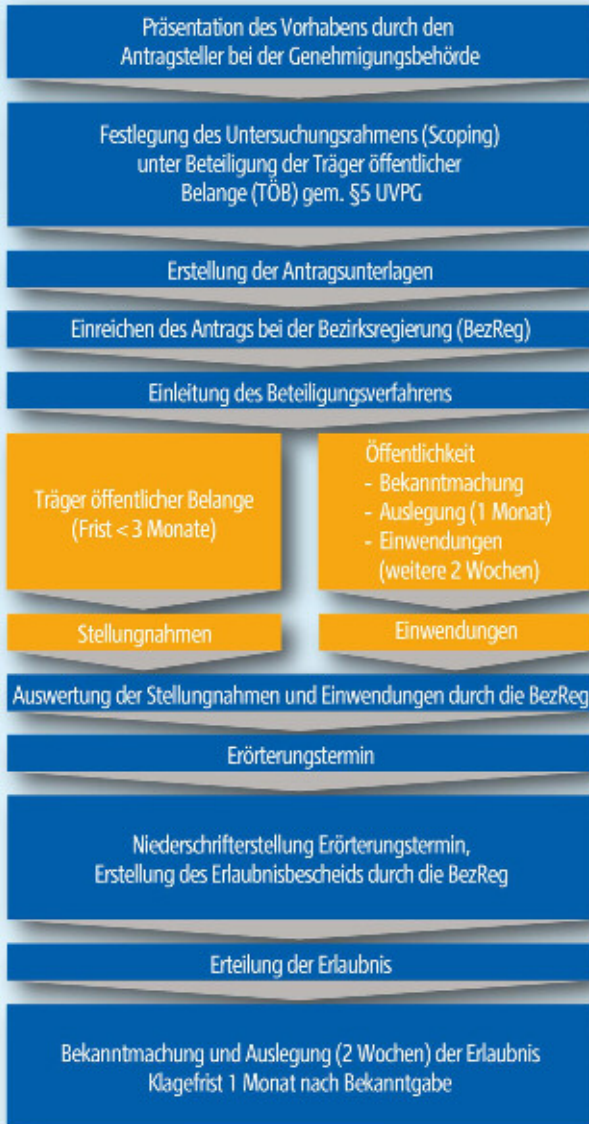 Präsentation des Vorhabens durch den
Antragsteller bei der Genehmigungsbehörde
Festlegung des Untersuchungsrahmens (Scoping)
unter Beteiligung der Träger öffentlicher
Belange (TÖB) gem. §5 UVPG
Erstellung der Antragsunterlagen
Einreichen des Antrags bei der Bezirksregierung (BezReg)
Einleitung des Beteiligungsverfahrens
Träger öffentlicher Belange
(Frist < 3 Monate)
Öffentlichkeit
- Bekanntmachung
- Auslegung (1 Monat)
- Einwendungen
(weitere 2 Wochen)
Stellungnahmen
Einwendungen
Auswertung der Stellungnahmen und Einwendungen durch die BezReg
Erörterungstermin
Niederschrifterstellung Erörterungstermin,
Erstellung des Erlaubnisbescheids durch die BezReg
Erteilung der Erlaubnis
Bekanntmachung und Auslegung (2 Wochen) der Erlaubnis
Klagefrist 1 Monat nach Bekanntgabe